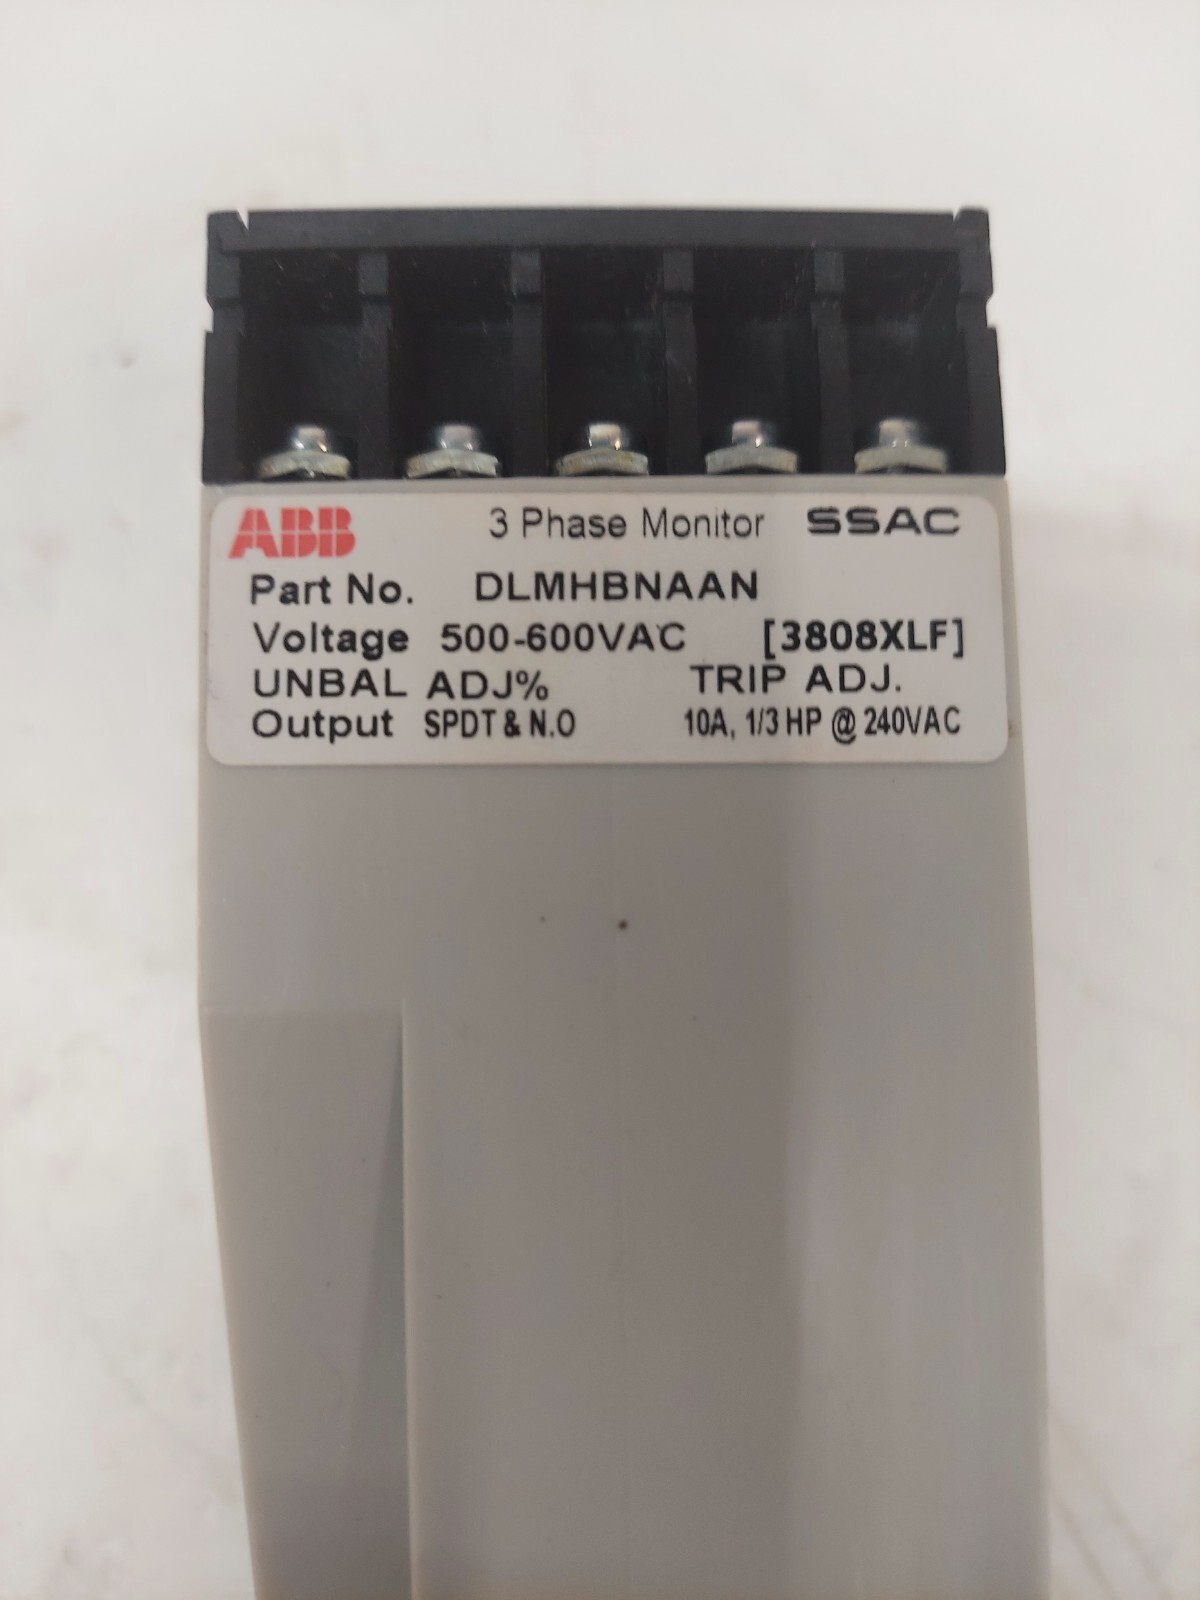 ABB 3 Phase Monitor SSAC
Part No. DLMHBNAAN
Voltage 500-600VAC [3808XLF]
UNBAL ADJ% TRIP ADJ.
Output SPDT & N.O 10A, 1/3 HP @ 240VAC